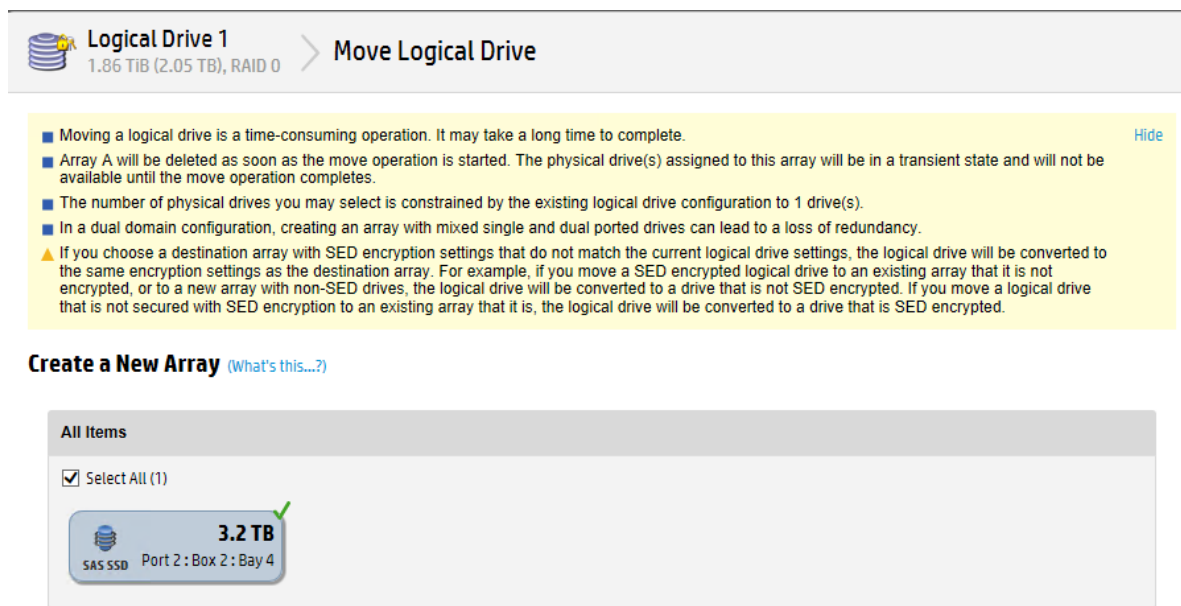 Logical Drive 1
1.86 TiB (2.05 TB), RAID 0
Move Logical Drive
Moving a logical drive is a time-consuming operation. It may take a long time to complete.
Hide
Array A will be deleted as soon as the move operation is started. The physical drive(s) assigned to this array will be in a transient state and will not be
available until the move operation completes.
The number of physical drives you may select is constrained by the existing logical drive configuration to 1 drive(s).
In a dual domain configuration, creating an array with mixed single and dual ported drives can lead to a loss of redundancy.
If you choose a destination array with SED encryption settings that do not match the current logical drive settings, the logical drive will be converted to
the same encryption settings as the destination array. For example, if you move a SED encrypted logical drive to an existing array that it is not
encrypted, or to a new array with non-SED drives, the logical drive will be converted to a drive that is not SED encrypted. If you move a logical drive
that is not secured with SED encryption to an existing array that it is, the logical drive will be converted to a drive that is SED encrypted.
Create a New Array (What's this...?)
All Items
Select All (1)
3.2 TB
SAS SSD Port 2 : Box 2 : Bay 4